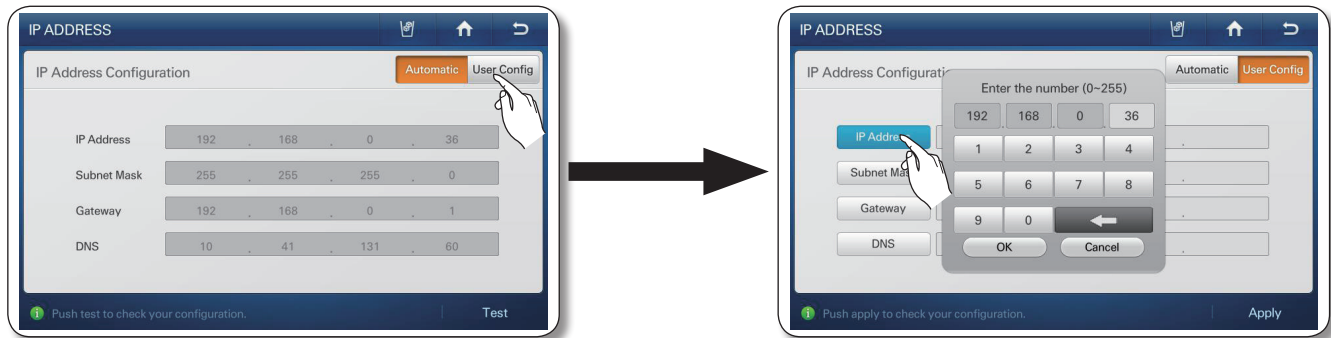 IP ADDRESS
IP Address Configuration
Automatic
User Config
IP Address 192 . 168 . 0 . 36
Subnet Mask 255 . 255 . 255 . 0
Gateway 192 . 168 . 0 . 1
DNS 10 . 41 . 131 . 60
Push test to check your configuration.
Test
IP ADDRESS
IP Address Configurati
Automatic
User Config
Enter the number (0~255)
192 . 168 . 0 . 36
IP Addre
1 2 3 4
Subnet Ma
5 6 7 8
Gateway
9 0
DNS
OK Cancel
Push apply to check your configuration.
Apply